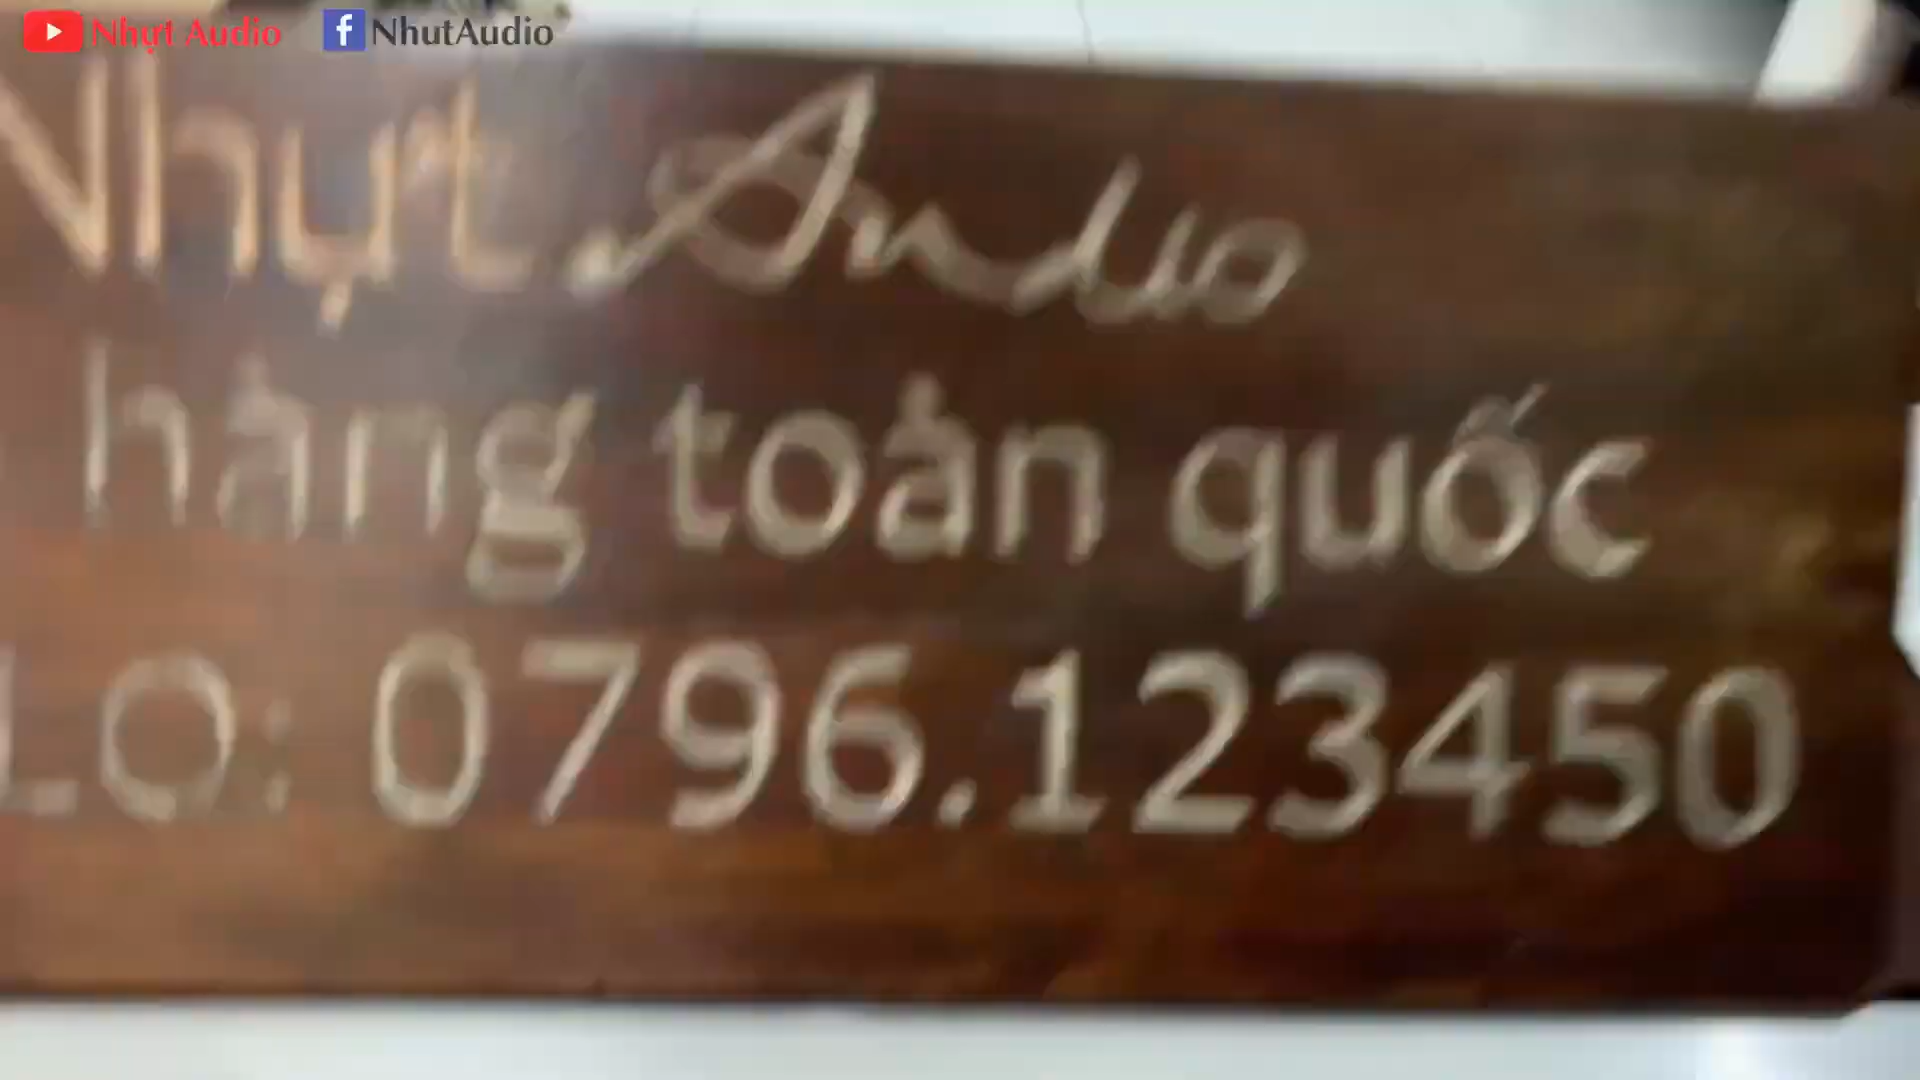 Nhựt Audio NhutAudio
Nhựt Audio
hàng toàn quốc
LO: 0796.123450